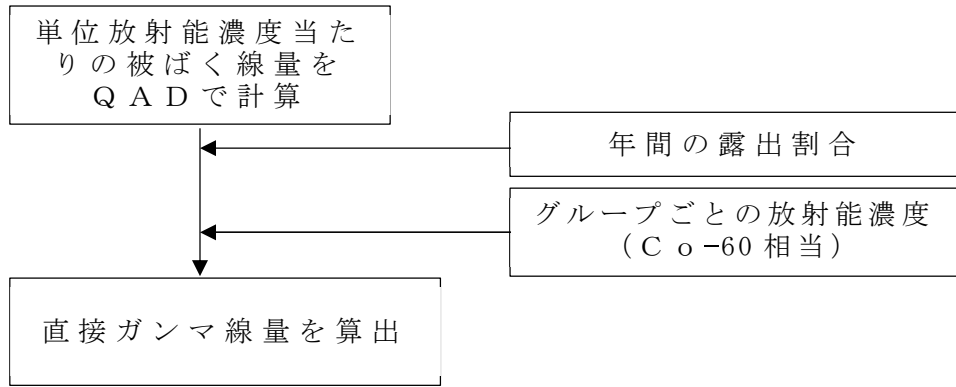 単位放射能濃度当た
りの被ばく線量を
ＱＡＤで計算
年間の露出割合
グループごとの放射能濃度
（Ｃｏ－60 相当）
直接ガンマ線量を算出